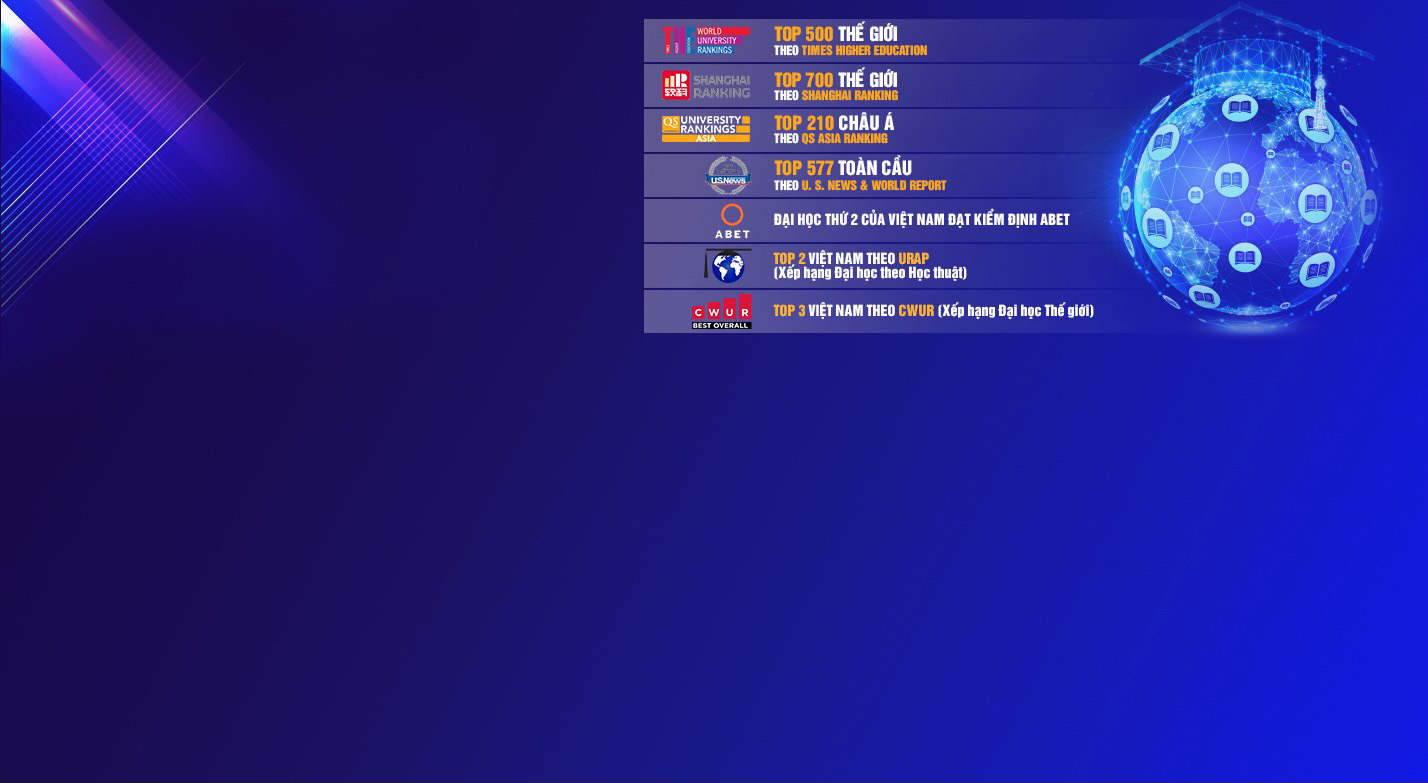 THE WORLD UNIVERSITY RANKINGS
TOP 500 THẾ GIỚI
THEO TIMES HIGHER EDUCATION
SHANGHAI
RANKING
TOP 700 THẾ GIỚI
THEO SHANGHAI RANKING
QS UNIVERSITY
RANKINGS
ASIA
TOP 210 CHÂU Á
THEO QS ASIA RANKING
U.S.News
TOP 577 TOÀN CẦU
THEO U. S. NEWS & WORLD REPORT
ABET
ĐẠI HỌC THỨ 2 CỦA VIỆT NAM ĐẠT KIỂM ĐỊNH ABET
TOP 2 VIỆT NAM THEO URAP
(Xếp hạng Đại học theo Học thuật)
CWUR
BEST OVERALL
TOP 3 VIỆT NAM THEO CWUR (Xếp hạng Đại học Thế giới)